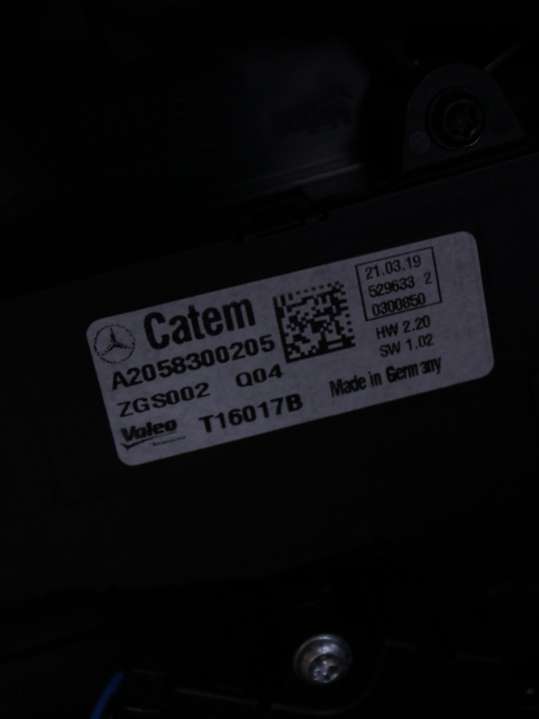 Catem
A2058300205
ZGS002 Q04
Valeo T16017B
21.03.19
529633 2
0300850
HW 2.20
SW 1.02
Made in Germany